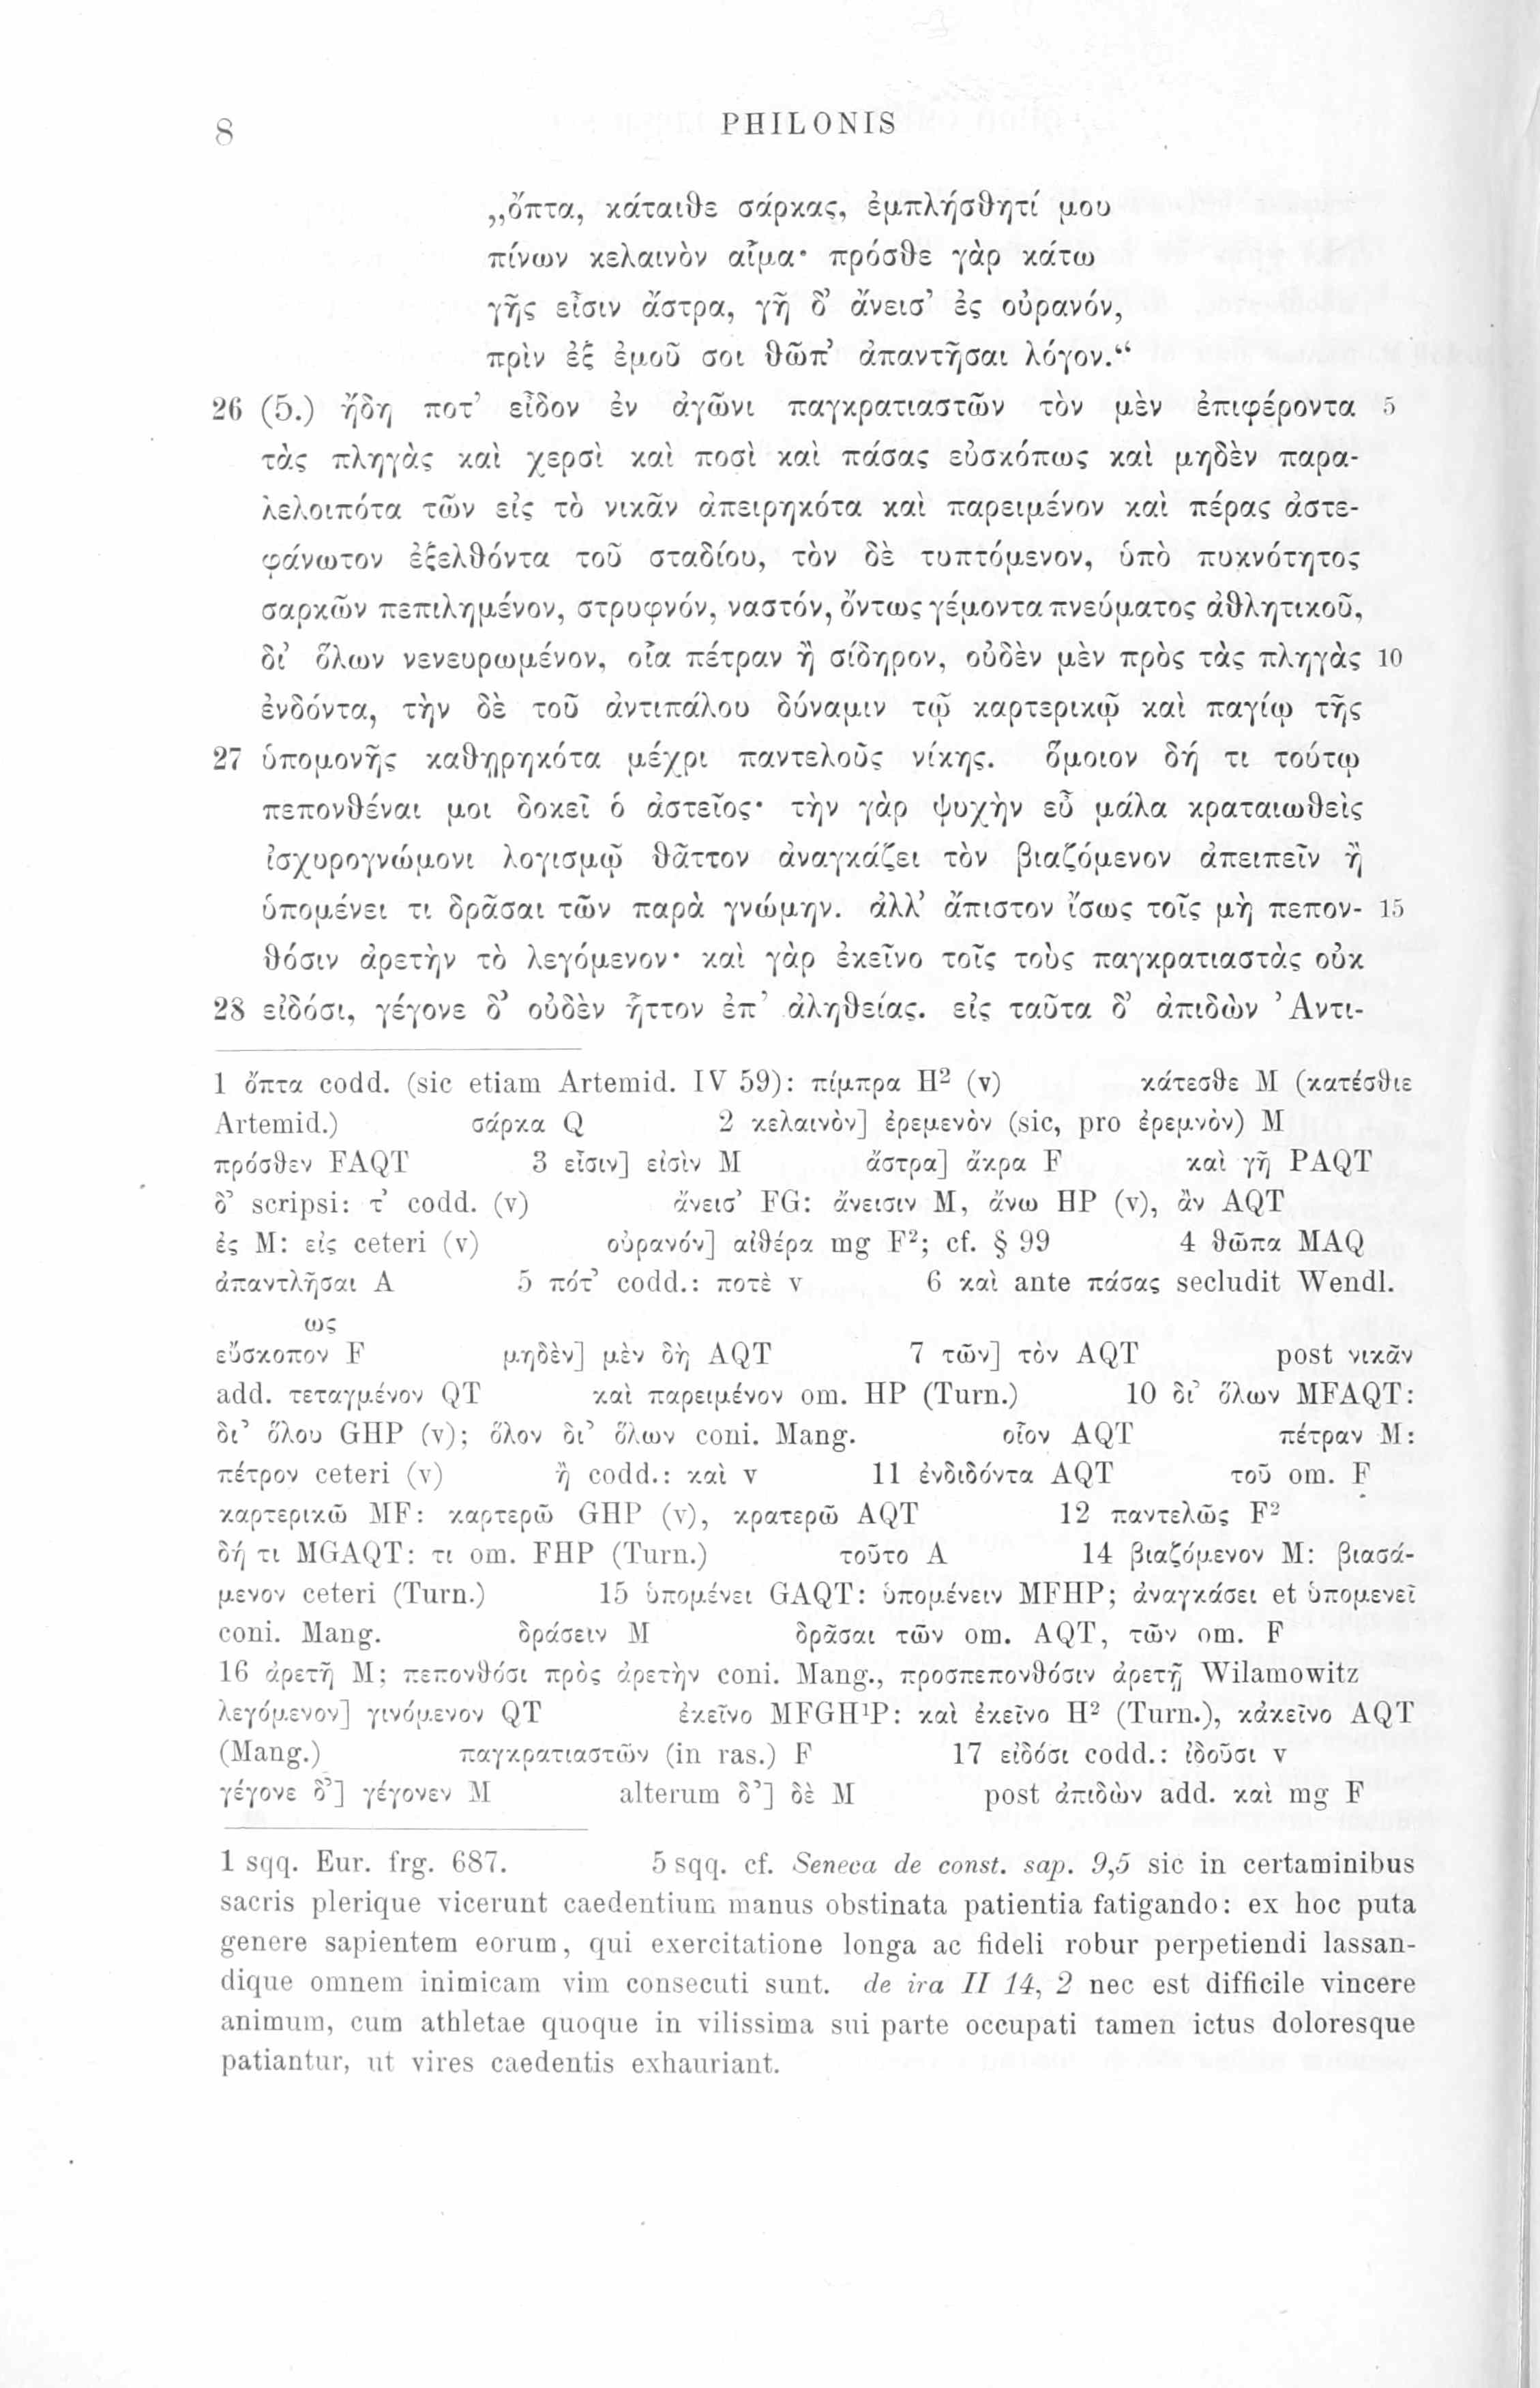 8 PHILONIS
„ὄπτα, κάταιθε σάρκας, ἐμπλήσθητί μου
πίνων κελαινὸν αἷμα· πρόσθε γὰρ κάτω
γῆς εἶσιν ἄστρα, γῆ δ’ ἄνεισ’ ἐς οὐρανόν,
πρὶν ἐξ ἐμοῦ σοι θῶπ’ ἀπαντῆσαι λόγον.“
26 (5.) ἤδη ποτ’ εἶδον ἐν ἀγῶνι παγκρατιαστῶν τὸν μὲν ἐπιφέροντα 5
τὰς πληγὰς καὶ χερσὶ καὶ ποσὶ καὶ πάσας εὐσκόπως καὶ μηδὲν παρα-
λελοιπότα τῶν εἰς τὸ νικᾶν ἀπειρηκότα καὶ παρειμένον καὶ πέρας ἀστε-
φάνωτον ἐξελθόντα τοῦ σταδίου, τὸν δὲ τυπτόμενον, ὑπὸ πυκνότητος
σαρκῶν πεπιλημένον, στρυφνόν, ναστόν, ὄντως γέμοντα πνεύματος ἀθλητικοῦ,
δι’ ὅλων νενευρωμένον, οἷα πέτραν ἢ σίδηρον, οὐδὲν μὲν πρὸς τὰς πληγὰς 10
ἐνδόντα, τὴν δὲ τοῦ ἀντιπάλου δύναμιν τῷ καρτερικῷ καὶ παγίῳ τῆς
27 ὑπομονῆς καθῃρηκότα μέχρι παντελοῦς νίκης. ὅμοιον δή τι τούτῳ
πεπονθέναι μοι δοκεῖ ὁ ἀστεῖος· τὴν γὰρ ψυχὴν εὖ μάλα κραταιωθεὶς
ἰσχυρογνώμονι λογισμῷ θᾶττον ἀναγκάζει τὸν βιαζόμενον ἀπειπεῖν ἢ
ὑπομένει τι δρᾶσαι τῶν παρὰ γνώμην. ἀλλ’ ἄπιστον ἴσως τοῖς μὴ πεπον- 15
θόσιν ἀρετὴν τὸ λεγόμενον· καὶ γὰρ ἐκεῖνο τοῖς τοὺς παγκρατιαστὰς οὐκ
28 εἰδόσι, γέγονε δ’ οὐδὲν ἧττον ἐπ’ ἀληθείας. εἰς ταῦτα δ’ ἀπιδὼν Ἀντι-
1 ὄπτα codd. (sic etiam Artemid. IV 59): πίμπρα H² (v) κάτεσθε M (κατέσθιε
Artemid.) σάρκα Q 2 κελαινὸν] ἐρεμενὸν (sic, pro ἐρεμνὸν) M
πρόσθεν FAQT 3 εἶσιν] εἰσὶν M ἄστρα] ἄκρα F καὶ γῆ PAQT
δ’ scripsi: τ’ codd. (v) ἄνεισ’ FG: ἄνεισιν M, ἄνω HP (v), ἂν AQT
ἐς M: εἰς ceteri (v) οὐρανόν] αἰθέρα mg F²; cf. § 99 4 θῶπα MAQ
ἀπαντλῆσαι A 5 πότ’ codd.: ποτὲ v 6 καὶ ante πάσας secludit Wendl.
ως
εὔσκοπον F μηδὲν] μὲν δὴ AQT 7 τῶν] τὸν AQT post νικᾶν
add. τεταγμένον QT καὶ παρειμένον om. HP (Turn.) 10 δι’ ὅλων MFAQT:
δι’ ὅλου GHP (v); ὅλον δι’ ὅλων coni. Mang. οἷον AQT πέτραν M:
πέτρον ceteri (v) ἢ codd.: καὶ v 11 ἐνδιδόντα AQT τοῦ om. F
καρτερικῶ MF: καρτερῶ GHP (v), κρατερῶ AQT 12 παντελῶς F²
δή τι MGAQT: τι om. FHP (Turn.) τοῦτο A 14 βιαζόμενον M: βιασά-
μενον ceteri (Turn.) 15 ὑπομένει GAQT: ὑπομένειν MFHP; ἀναγκάσει et ὑπομενεῖ
coni. Mang. δράσειν M δρᾶσαι τῶν om. AQT, τῶν om. F
16 ἀρετῆ M; πεπονθόσι πρὸς ἀρετὴν coni. Mang., προσπεπονθόσιν ἀρετῇ Wilamowitz
λεγόμενον] γινόμενον QT ἐκεῖνο MFGH¹P: καὶ ἐκεῖνο H² (Turn.), κἀκεῖνο AQT
(Mang.) παγκρατιαστῶν (in ras.) F 17 εἰδόσι codd.: ἰδοῦσι v
γέγονε δ’] γέγονεν M alterum δ’] δὲ M post ἀπιδὼν add. καὶ mg F
1 sqq. Eur. frg. 687. 5 sqq. cf. Seneca de const. sap. 9,5 sic in certaminibus
sacris plerique vicerunt caedentium manus obstinata patientia fatigando: ex hoc puta
genere sapientem eorum, qui exercitatione longa ac fideli robur perpetiendi lassan-
dique omnem inimicam vim consecuti sunt. de ira II 14, 2 nec est difficile vincere
animum, cum athletae quoque in vilissima sui parte occupati tamen ictus doloresque
patiantur, ut vires caedentis exhauriant.